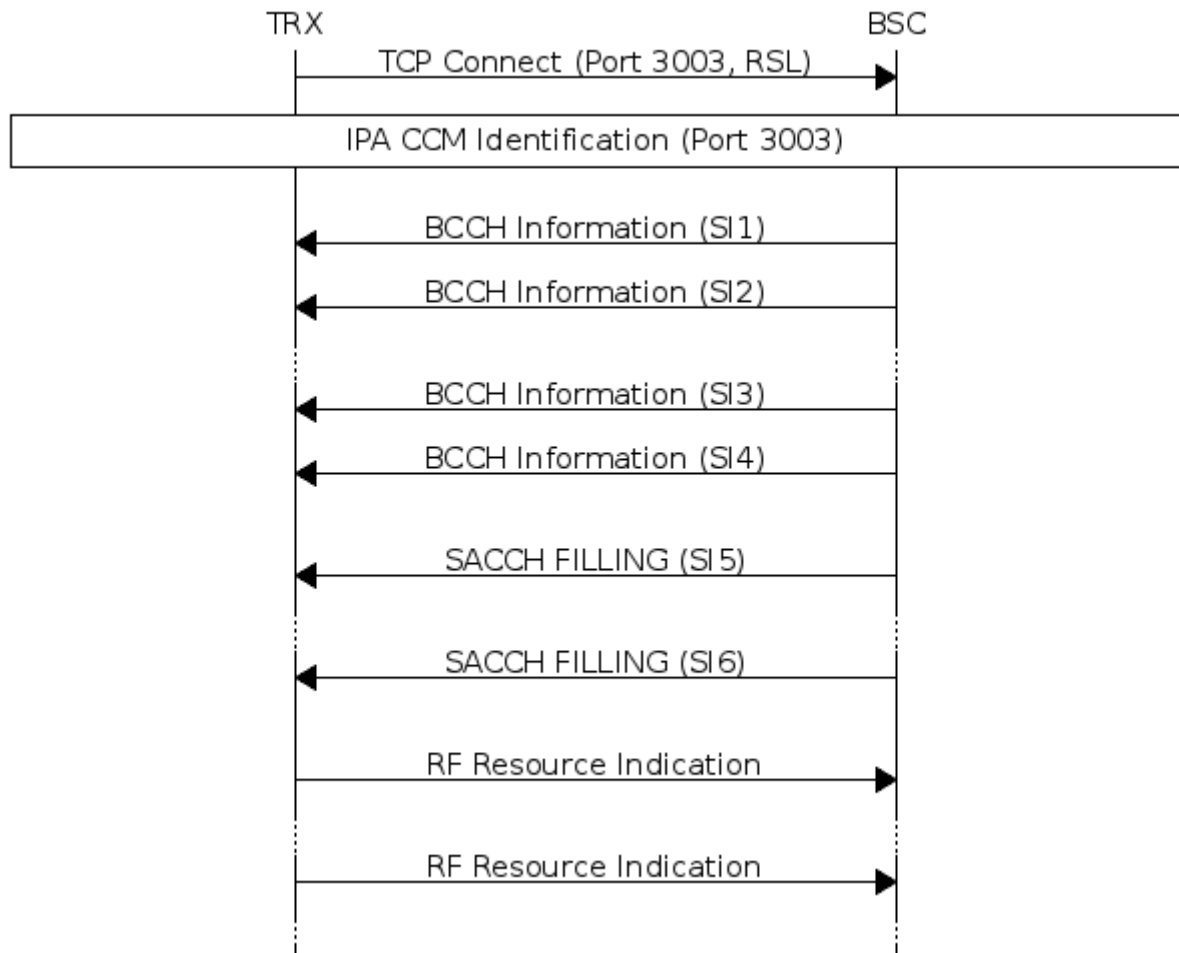 TRX BSC
TCP Connect (Port 3003, RSL)
IPA CCM Identification (Port 3003)
BCCH Information (SI1)
BCCH Information (SI2)
BCCH Information (SI3)
BCCH Information (SI4)
SACCH FILLING (SI5)
SACCH FILLING (SI6)
RF Resource Indication
RF Resource Indication